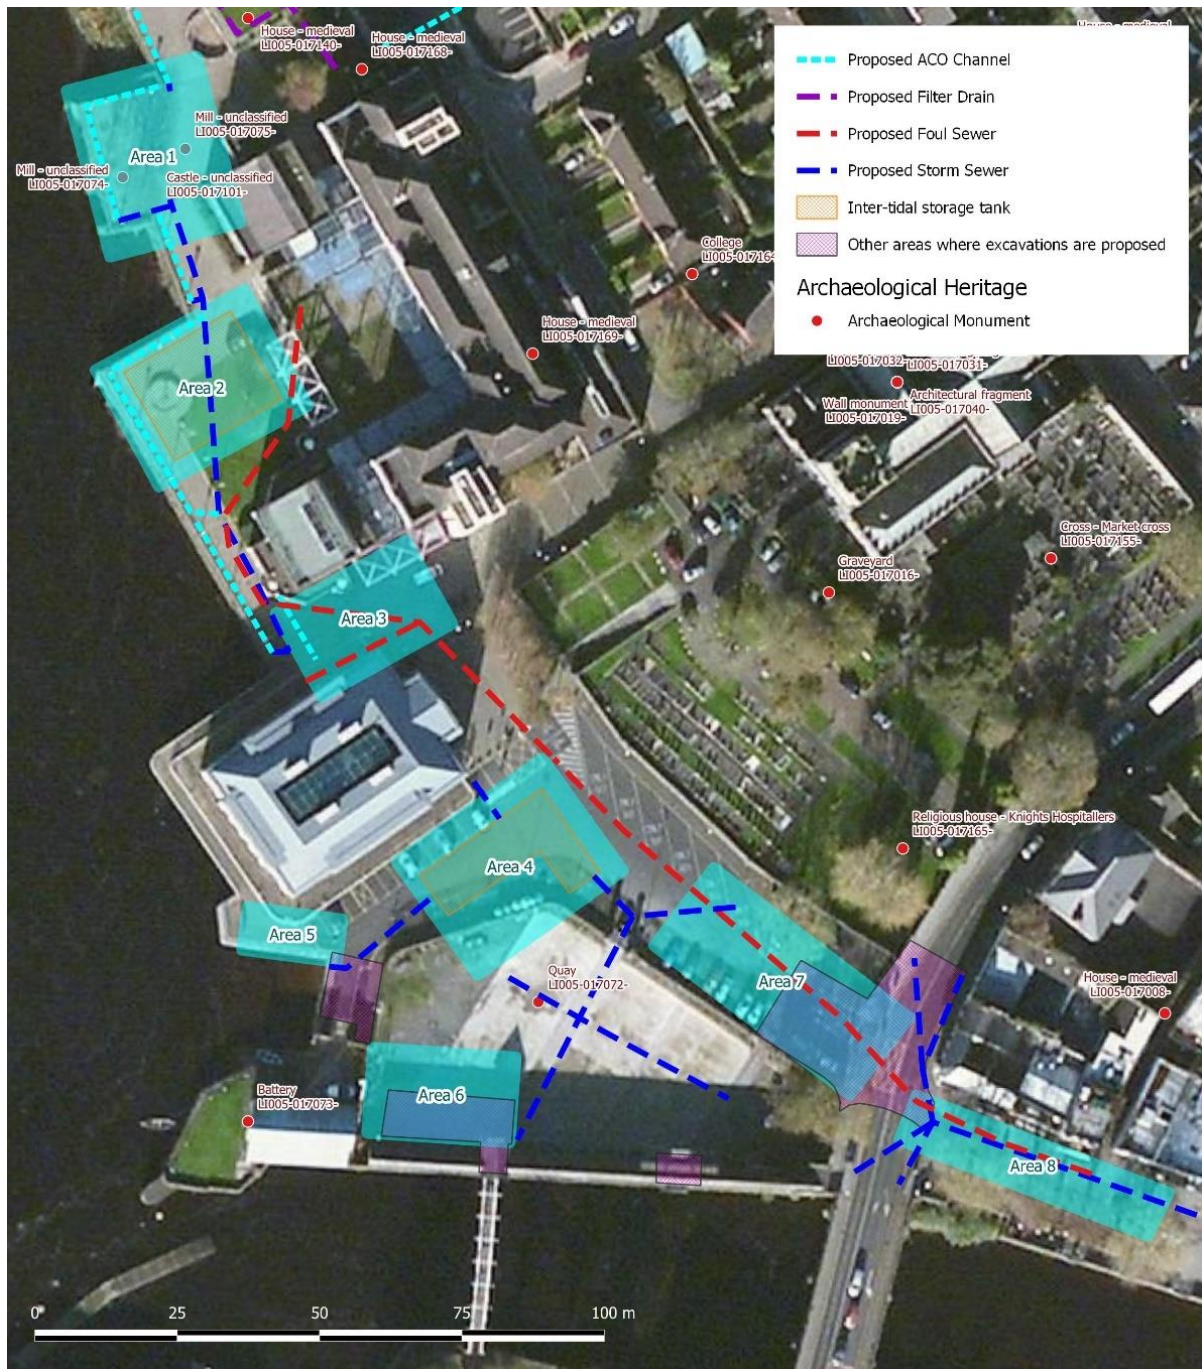 House - medieval
LI005-017140-
House - medieval
LI005-017168-
Mill - unclassified
LI005-017075-
Area 1
Mill - unclassified
LI005-017074-
Castle - unclassified
LI005-017101-
Proposed ACO Channel
Proposed Filter Drain
Proposed Foul Sewer
Proposed Storm Sewer
Inter-tidal storage tank
Other areas where excavations are proposed
Archaeological Heritage
Archaeological Monument
College
LI005-017164
House - medieval
LI005-017169-
LI005-017032-
LI005-017031-
Wall monument
LI005-017019-
Architectural fragment
LI005-017040-
Area 2
Cross - Market cross
LI005-017155-
Graveyard
LI005-017016-
Area 3
Religious house - Knights Hospitallers
LI005-017165-
Area 4
Area 5
Quay
LI005-017072-
Area 7
House - medieval
LI005-017008-
Battery
LI005-017073-
Area 6
Area 8
0 25 50 75 100 m